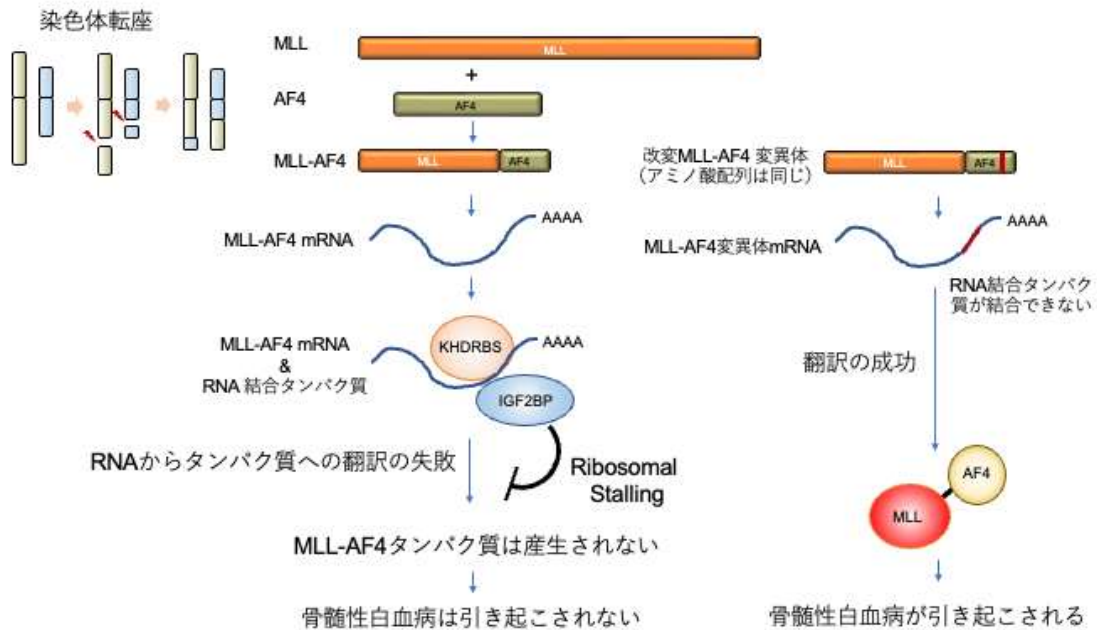 染色体転座
MLL
MLL
+
AF4
AF4
MLL-AF4
MLL
AF4
MLL-AF4 mRNA
AAAA
MLL-AF4 mRNA
&
RNA 結合タンパク質
KHDRBS
AAAA
IGF2BP
RNAからタンパク質への翻訳の失敗
Ribosomal
Stalling
MLL-AF4タンパク質は産生されない
骨髄性白血病は引き起こされない
改変MLL-AF4 変異体
（アミノ酸配列は同じ）
MLL
AF4
MLL-AF4変異体mRNA
AAAA
RNA結合タンパク
質が結合できない
翻訳の成功
AF4
MLL
骨髄性白血病が引き起こされる